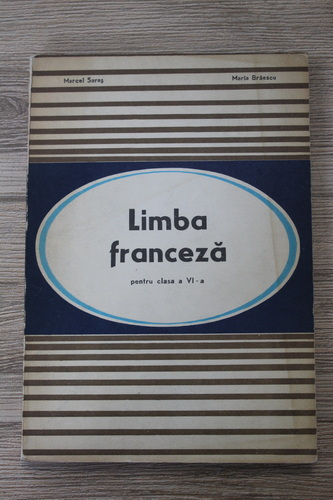 Marcel Saraș
Maria Brăescu
Limba
franceză
pentru clasa a VI-a